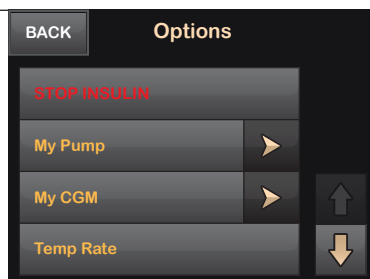 BACK
Options
STOP INSULIN
My Pump
My CGM
Temp Rate